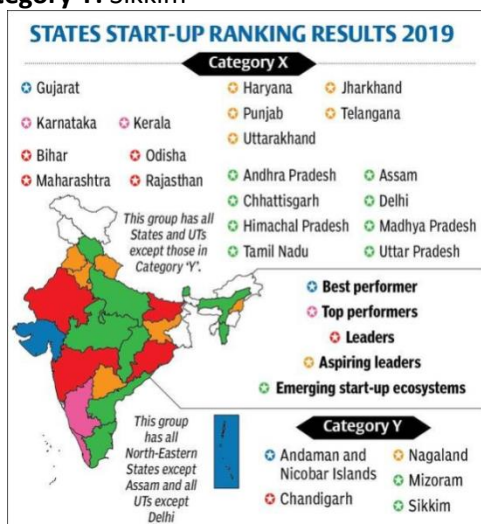 egory Y: Sikkim
STATES START-UP RANKING RESULTS 2019
Category X
Gujarat
Karnataka Kerala
Bihar Odisha
Maharashtra Rajasthan
Haryana Jharkhand
Punjab Telangana
Uttarakhand
Andhra Pradesh Assam
Chhattisgarh Delhi
Himachal Pradesh Madhya Pradesh
Tamil Nadu Uttar Pradesh
This group has all
States and UTs
except those in
Category ‘Y’.
Best performer
Top performers
Leaders
Aspiring leaders
Emerging start-up ecosystems
This group
has all
North-Eastern
States except
Assam and all
UTs except
Delhi
Category Y
Andaman and
Nicobar Islands
Chandigarh
Nagaland
Mizoram
Sikkim